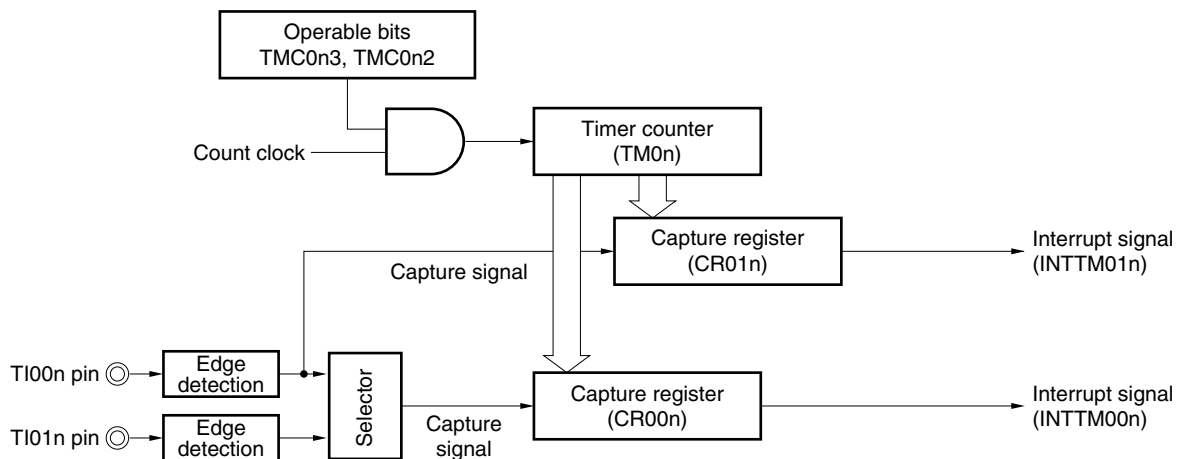 Operable bits
TMC0n3, TMC0n2
Count clock
Timer counter
(TM0n)
Capture register
(CR01n)
Interrupt signal
(INTTM01n)
Capture signal
TI00n pin
Edge
detection
Selector
Capture register
(CR00n)
Interrupt signal
(INTTM00n)
TI01n pin
Edge
detection
Capture
signal